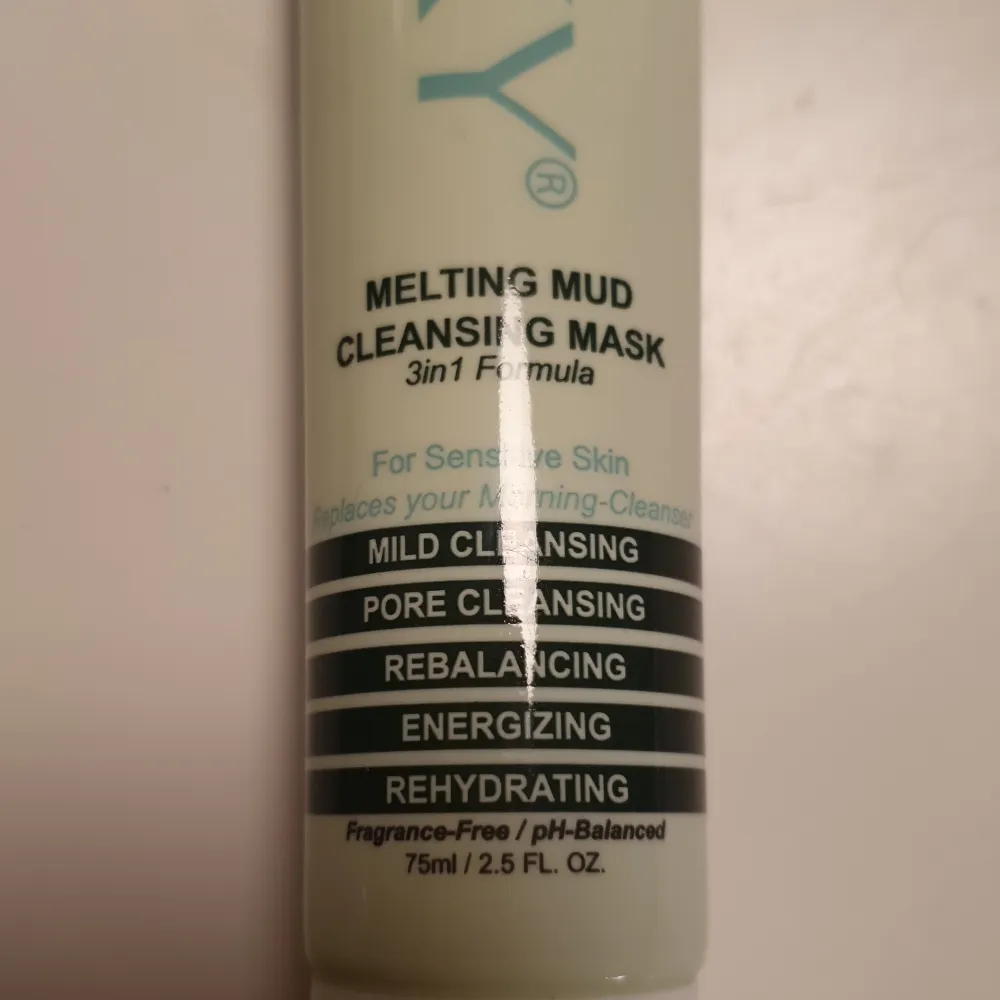 KY®
MELTING MUD
CLEANSING MASK
3in1 Formula
For Sensitive Skin
Replaces your Morning-Cleanser
MILD CLEANSING
PORE CLEANSING
REBALANCING
ENERGIZING
REHYDRATING
Fragrance-Free / pH-Balanced
75ml / 2.5 FL. OZ.